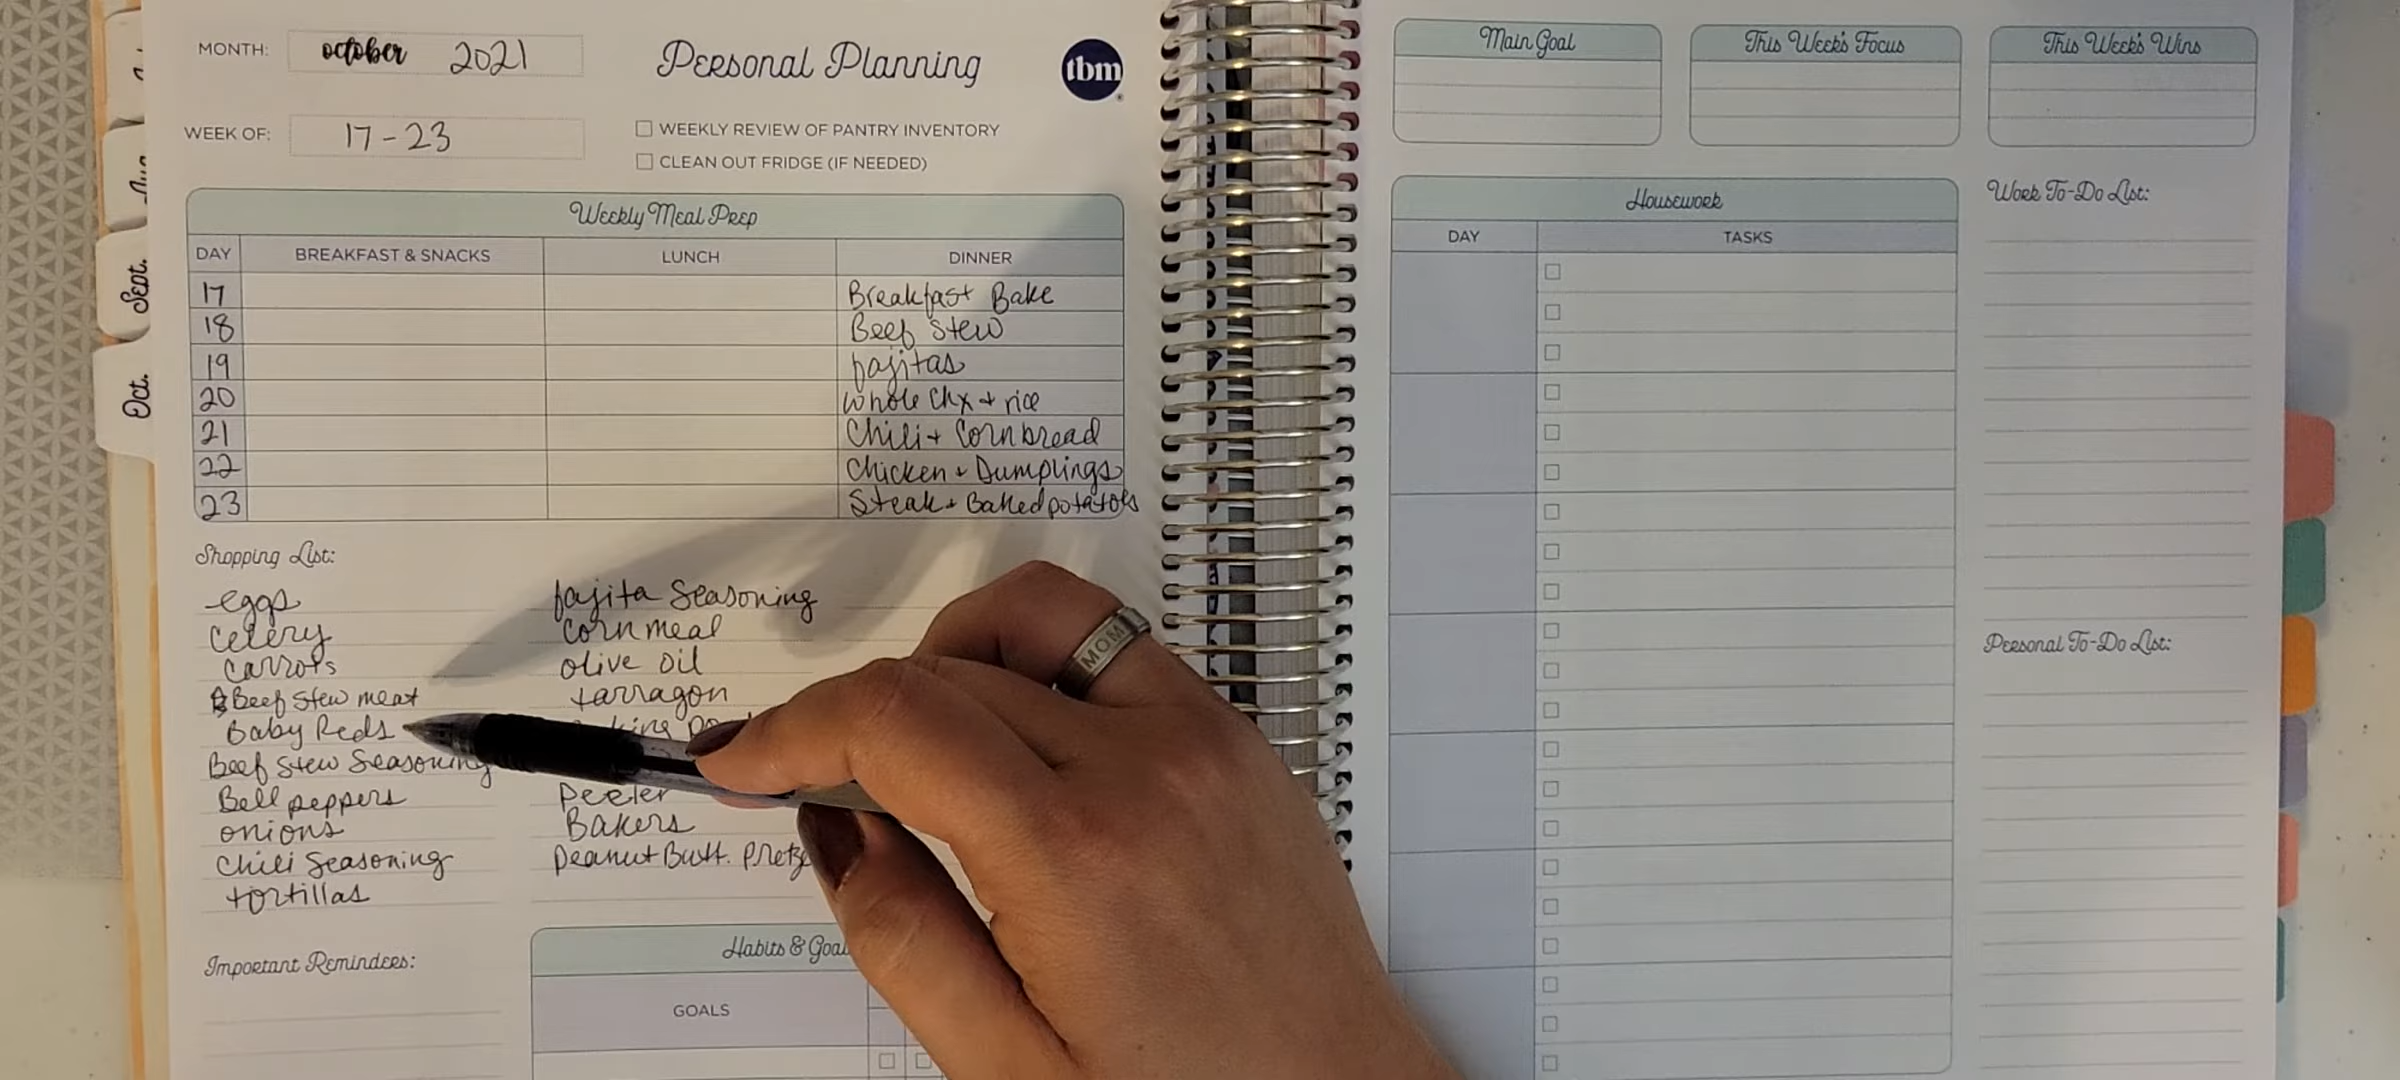 MONTH: october 2021
Personal Planning
tbm
WEEK OF: 17-23
WEEKLY REVIEW OF PANTRY INVENTORY
CLEAN OUT FRIDGE (IF NEEDED)
Weekly Meal Prep
DAY BREAKFAST & SNACKS LUNCH DINNER
17 Breakfast Bake
18 Beef Stew
19 fajitas
20 whole chx + rice
21 Chili + Cornbread
22 Chicken + Dumplings
23 Steak + Baked potatoes
Shopping List:
eggs
Celery
Carrots
Beef Stew meat
Baby Reds
Beef Stew Seasoning
Bell peppers
onions
Chili Seasoning
tortillas
fajita Seasoning
Cornmeal
olive oil
tarragon
Peeler
Bakers
Peanut Butt.
Important Reminders:
Habits &
GOALS
Sept.
Oct.
MOM
Main Goal
This Week's Focus
This Week's Wins
Housework
DAY TASKS
Work To-Do List:
Personal To-Do List: